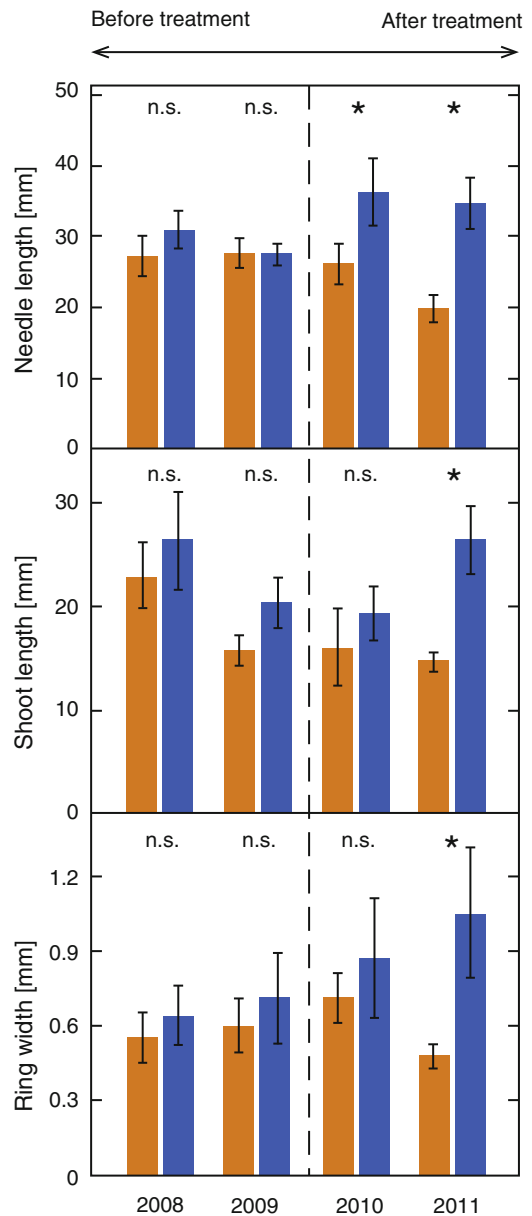 Before treatment After treatment
50
n.s. n.s. * *
40
30
20
10
0
Needle length [mm]
n.s. n.s. n.s. *
30
20
10
0
Shoot length [mm]
n.s. n.s. n.s. *
1.2
0.9
0.6
0.3
0
Ring width [mm]
2008 2009 2010 2011